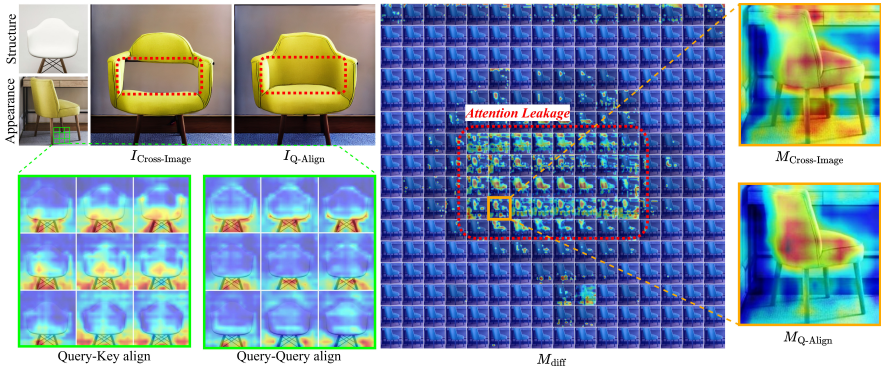 Structure
Appearance
I_Cross-Image
I_Q-Align
Attention Leakage
M_Cross-Image
Query-Key align
Query-Query align
M_diff
M_Q-Align